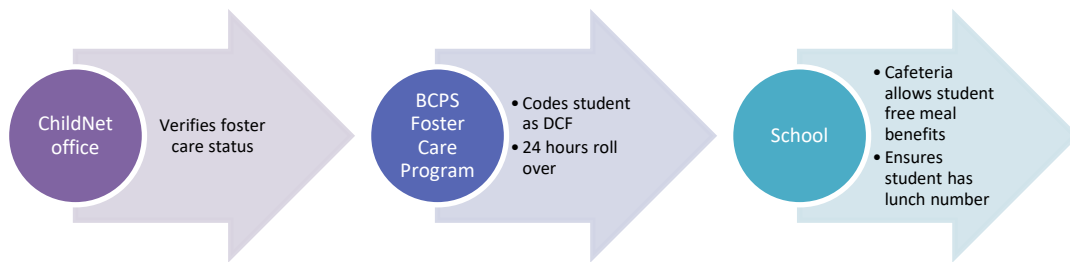 ChildNet
office
Verifies foster
care status
BCPS
Foster
Care
Program
• Codes student
as DCF
• 24 hours roll
over
School
• Cafeteria
allows student
free meal
benefits
• Ensures
student has
lunch number